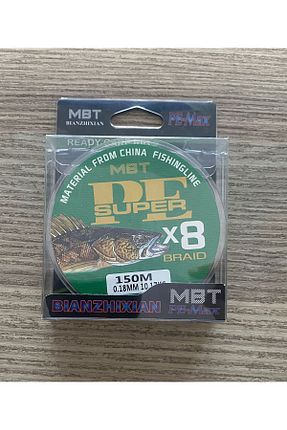 MBT
BIANZHIXIAN
PE-Max
MATERIAL FROM CHINA FISHINGLINE
MBT
PE
SUPER
X8
BRAID
150M
0.18MM
BIANZHIXIAN
MBT
PE-Max